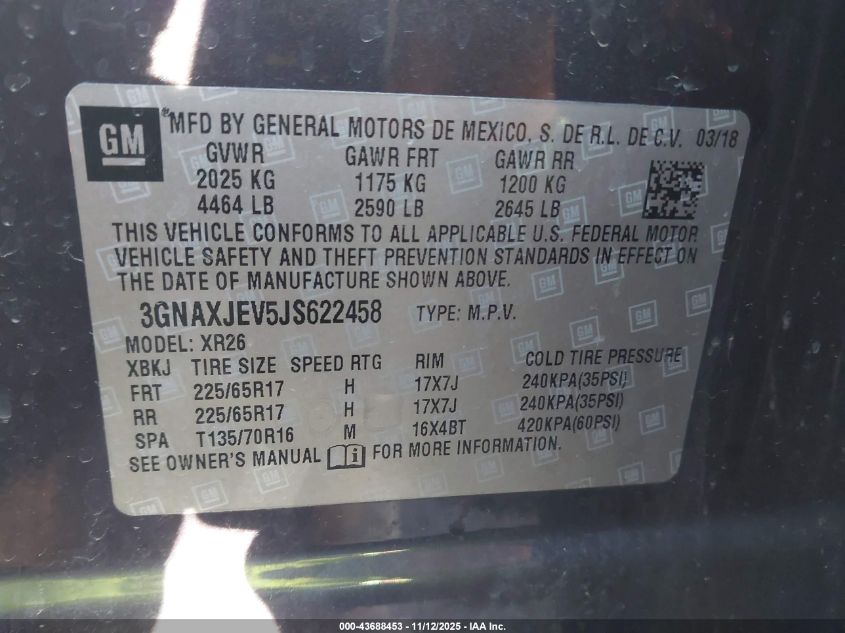 GM
®MFD BY GENERAL MOTORS DE MEXICO, S. DE R.L. DE C.V. 03/18
GVWR GAWR FRT GAWR RR
2025 KG 1175 KG 1200 KG
4464 LB 2590 LB 2645 LB
THIS VEHICLE CONFORMS TO ALL APPLICABLE U.S. FEDERAL MOTOR
VEHICLE SAFETY AND THEFT PREVENTION STANDARDS IN EFFECT ON
THE DATE OF MANUFACTURE SHOWN ABOVE.
3GNAXJEV5JS622458 TYPE: M.P.V.
MODEL: XR26
XBKJ TIRE SIZE SPEED RTG RIM COLD TIRE PRESSURE
FRT 225/65R17 H 17X7J 240KPA(35PSI)
RR 225/65R17 H 17X7J 240KPA(35PSI)
SPA T135/70R16 M 16X4BT 420KPA(60PSI)
SEE OWNER'S MANUAL FOR MORE INFORMATION.
000-43688453 - 11/12/2025 - IAA Inc.